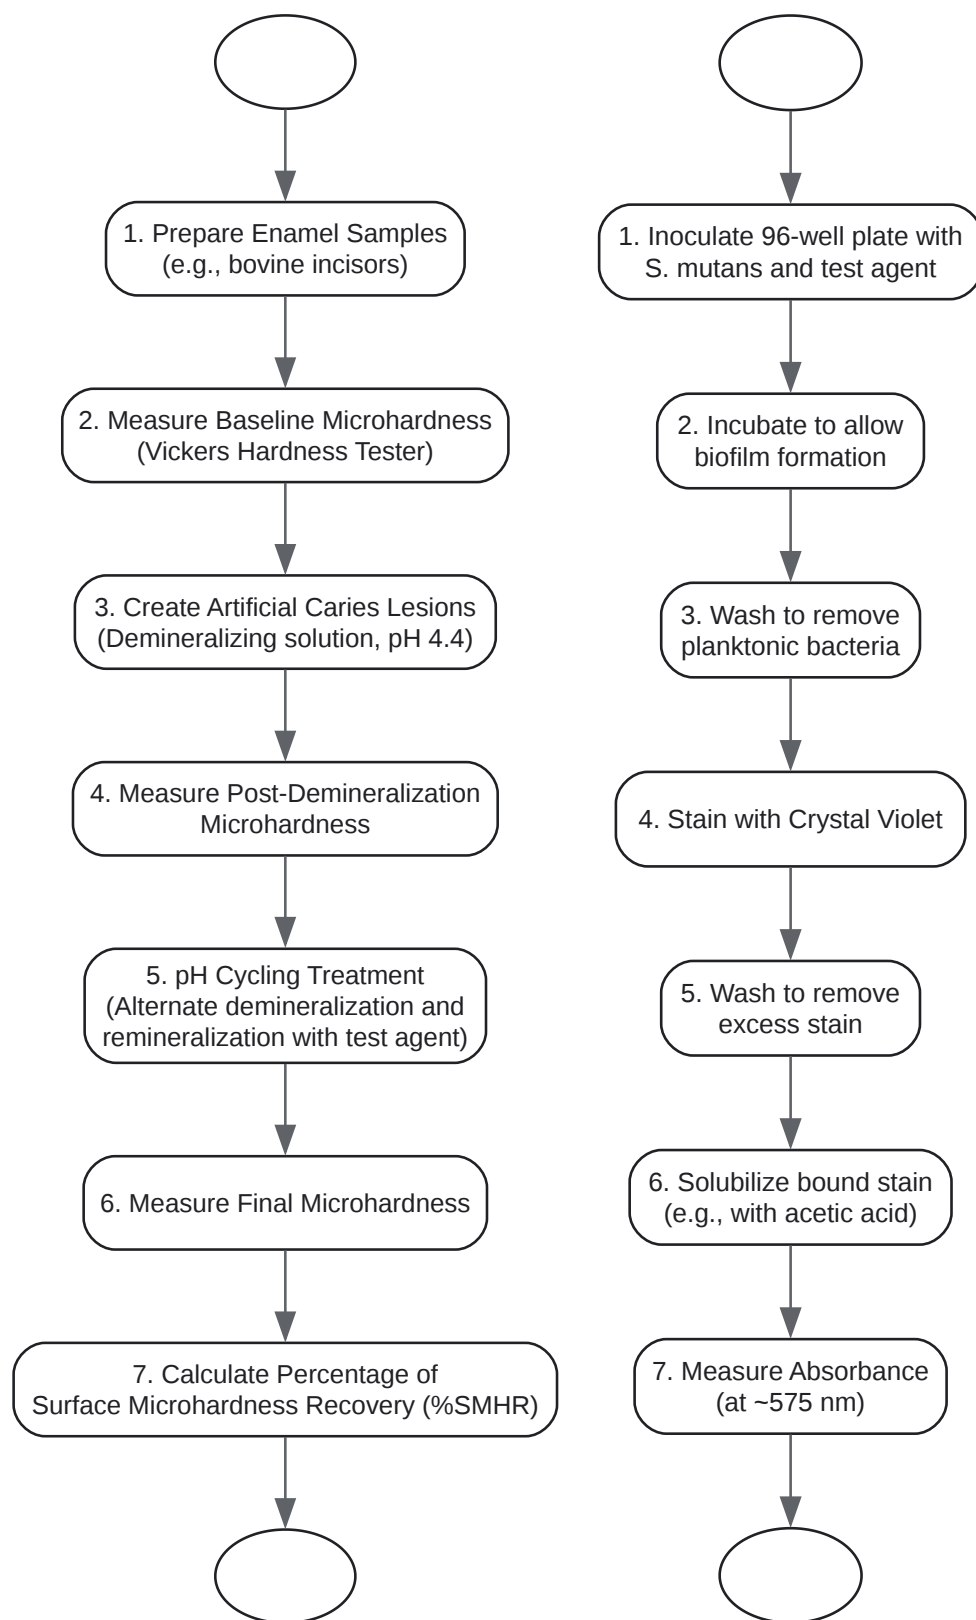 1. Prepare Enamel Samples
(e.g., bovine incisors)
2. Measure Baseline Microhardness
(Vickers Hardness Tester)
3. Create Artificial Caries Lesions
(Demineralizing solution, pH 4.4)
4. Measure Post-Demineralization
Microhardness
5. pH Cycling Treatment
(Alternate demineralization and
remineralization with test agent)
6. Measure Final Microhardness
7. Calculate Percentage of
Surface Microhardness Recovery (%SMHR)
1. Inoculate 96-well plate with
S. mutans and test agent
2. Incubate to allow
biofilm formation
3. Wash to remove
planktonic bacteria
4. Stain with Crystal Violet
5. Wash to remove
excess stain
6. Solubilize bound stain
(e.g., with acetic acid)
7. Measure Absorbance
(at ~575 nm)